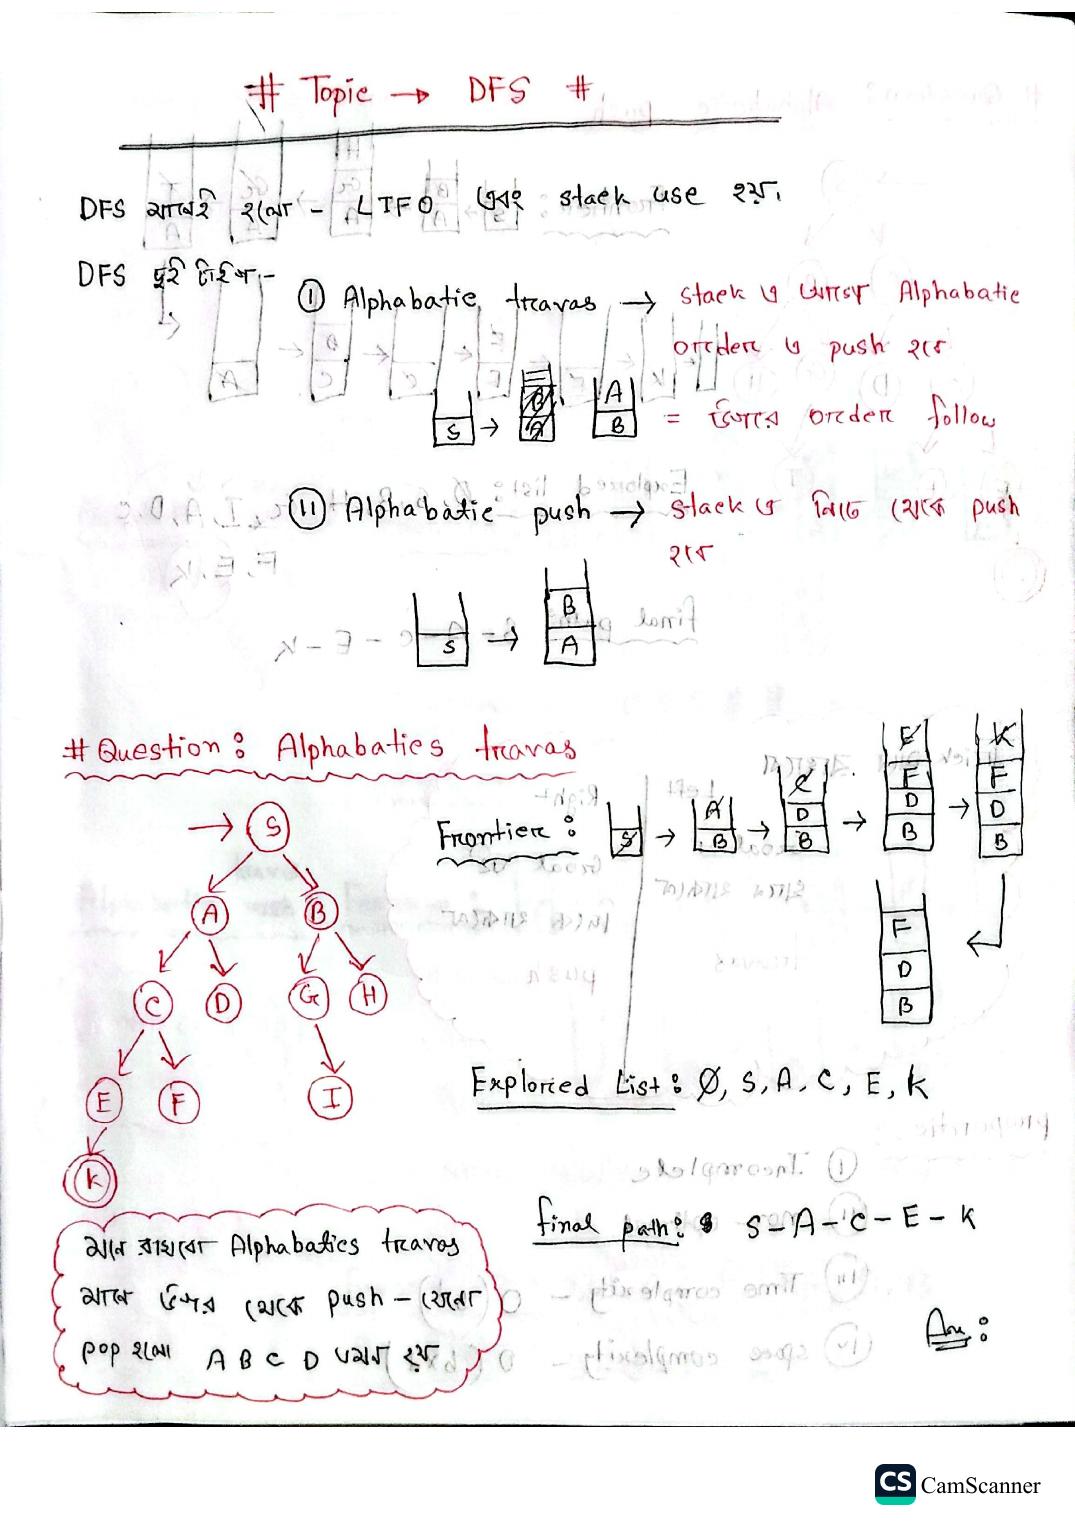 # Topic → DFS #
DFS মানেই হলো - LIFO এবং stack use হয়।
DFS দুই টাইপ -
① Alphabatic travas → stack এ Alphabatic
order এ push হবে
S → B A A B = order follow
⑪ Alphabatic push → stack এ নিচে থেকে push
হবে
S → B A
# Question : Alphabatics travas
Frontier : S → A B → C D B → E F D B → K F D B
F D B
S
A B
C D G H
E F I
K
Explored List : Ø, S, A, C, E, K
final path : S - A - C - E - K
মনে রাখবো Alphabatics travas
মানে উপর থেকে push - যেনো
pop হলে A B C D এমন হয়
Ans :
CS CamScanner